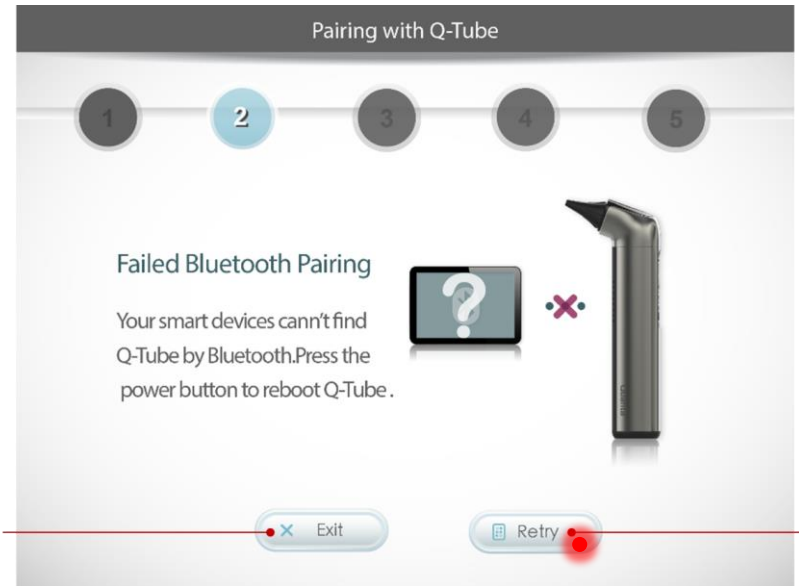 Pairing with Q-Tube
1 2 3 4 5
Failed Bluetooth Pairing
Your smart devices cann't find
Q-Tube by Bluetooth.Press the
power button to reboot Q-Tube.
Exit Retry